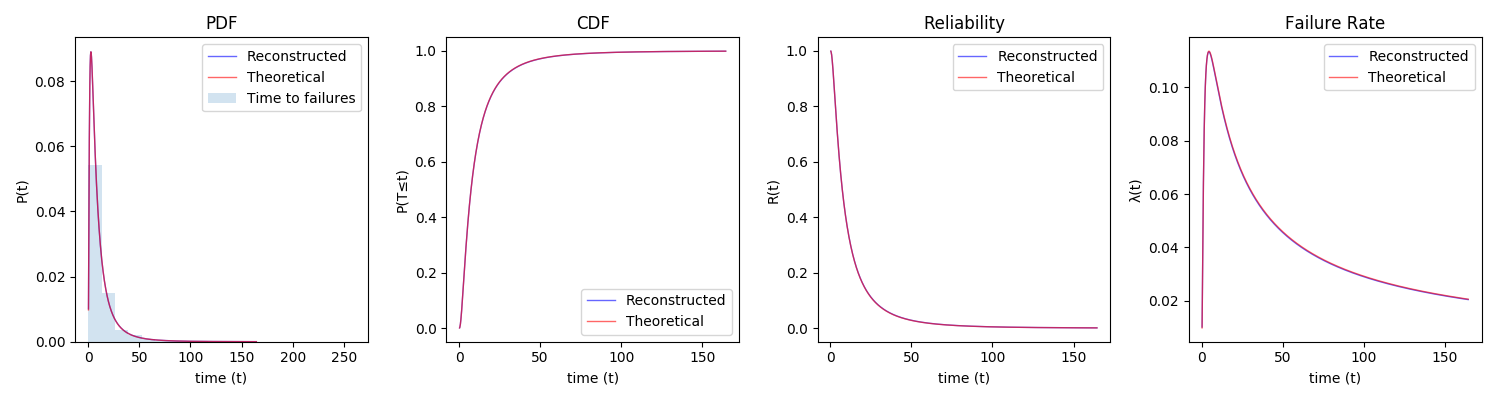 PDF
P(t)
0.08
0.06
0.04
0.02
0.00
0
50
100
150
200
250
time (t)
Reconstructed
Theoretical
Time to failures
CDF
P(T≤t)
1.0
0.8
0.6
0.4
0.2
0.0
0
50
100
150
time (t)
Reconstructed
Theoretical
Reliability
R(t)
1.0
0.8
0.6
0.4
0.2
0.0
0
50
100
150
time (t)
Reconstructed
Theoretical
Failure Rate
λ(t)
0.10
0.08
0.06
0.04
0.02
0
50
100
150
time (t)
Reconstructed
Theoretical